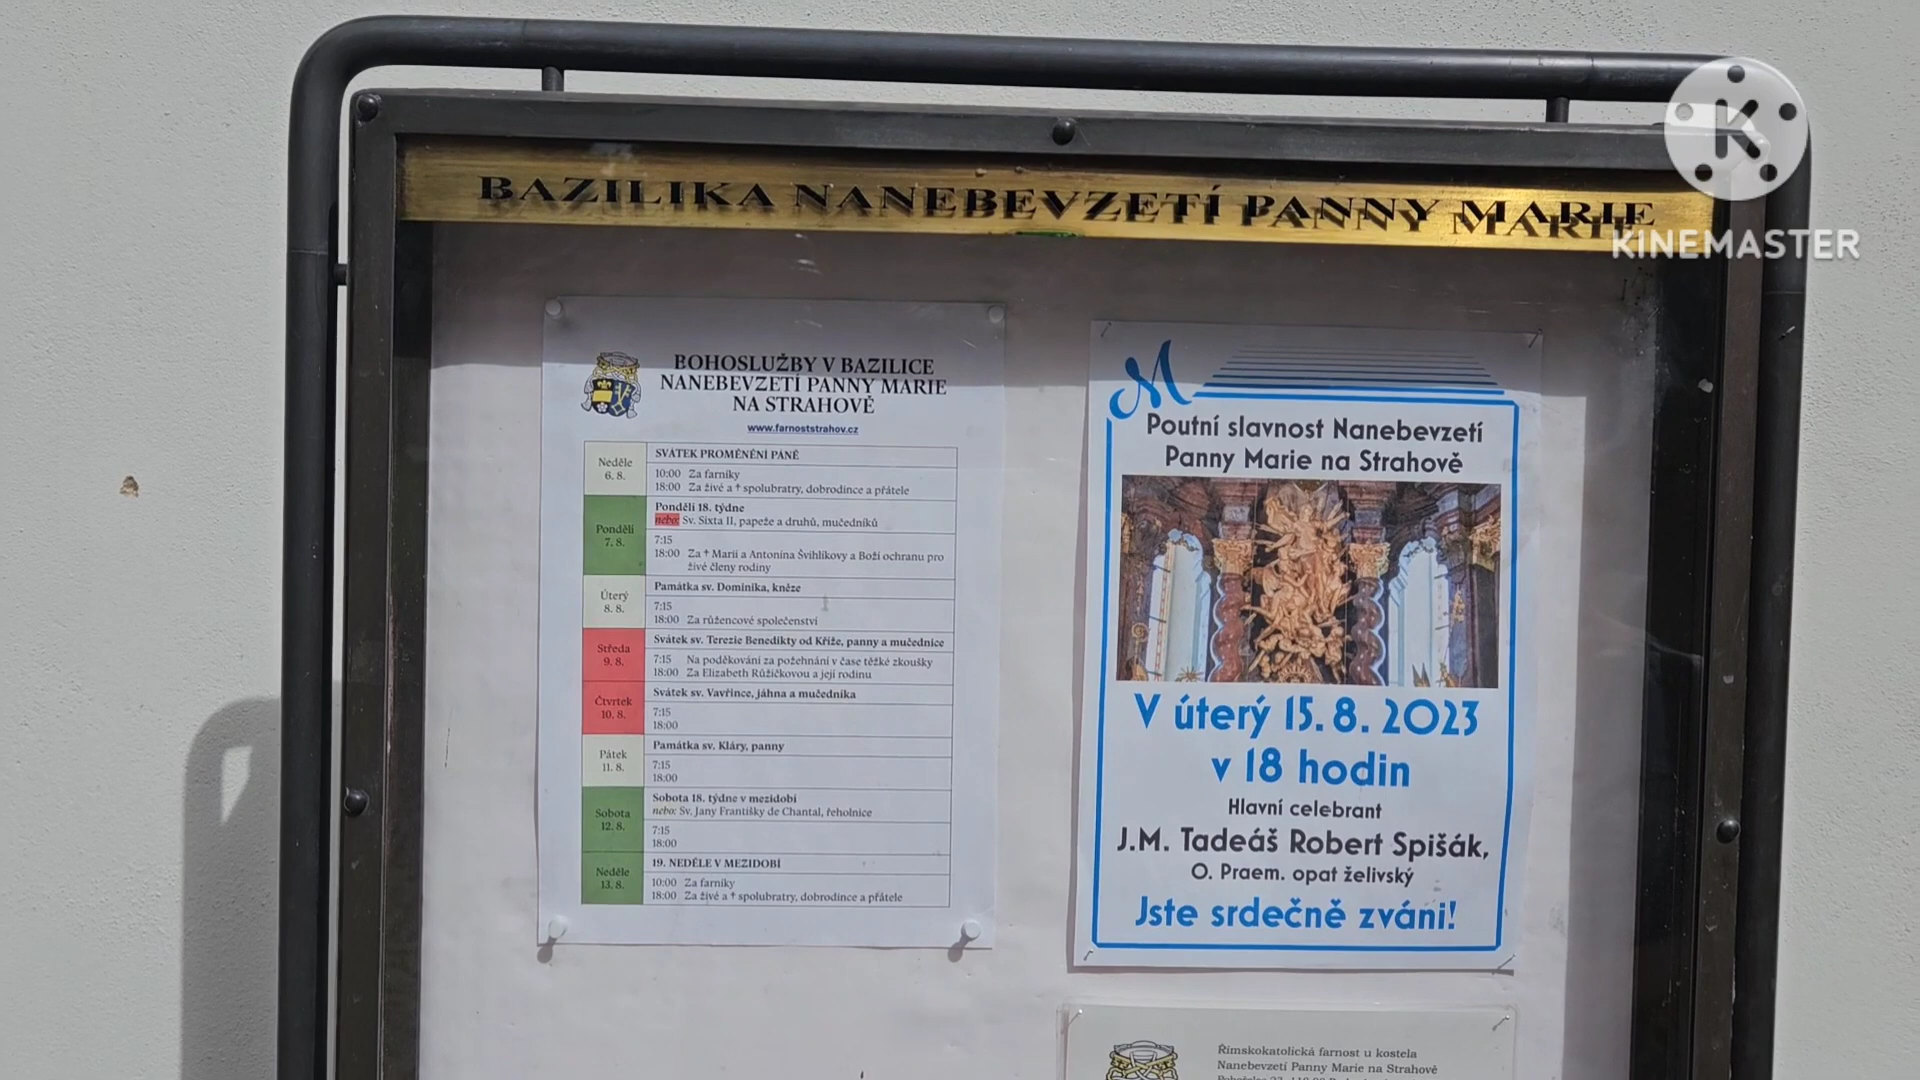 BAZILIKA NANEBEVZETÍ PANNY MARIE
K
KINEMASTER
BOHOSLUŽBY V BAZILICE
NANEBEVZETÍ PANNY MARIE
NA STRAHOVĚ
www.farnoststrahov.cz
Neděle
6. 8.
SVÁTEK PROMĚNĚNÍ PÁNĚ
10:00 Za farníky
18:00 Za živé a † spolubratry, dobrodince a přátele
Pondělí
7. 8.
Pondělí 18. týdne
nebo: Sv. Sixta II, papeže a druhů, mučedníků
7:15
18:00 Za † Marii a Antonína Švihlíkovy a Boží ochranu pro
živé členy rodiny
Úterý
8. 8.
Památka sv. Dominika, kněze
7:15
18:00 Za růžencové společenství
Středa
9. 8.
Svátek sv. Terezie Benedikty od Kříže, panny a mučednice
7:15 Na poděkování za požehnání v čase těžké zkoušky
18:00 Za Elizabeth Růžičkovou a její rodinu
Čtvrtek
10. 8.
Svátek sv. Vavřince, jáhna a mučedníka
7:15
18:00
Pátek
11. 8.
Památka sv. Kláry, panny
7:15
18:00
Sobota
12. 8.
Sobota 18. týdne v mezidobí
nebo: Sv. Jany Františky de Chantal, řeholnice
7:15
18:00
Neděle
13. 8.
19. NEDĚLE V MEZIDOBÍ
10:00 Za farníky
18:00 Za živé a † spolubratry, dobrodince a přátele
M
Poutní slavnost Nanebevzetí
Panny Marie na Strahově
V úterý 15. 8. 2023
v 18 hodin
Hlavní celebrant
J.M. Tadeáš Robert Spišák,
O. Praem. opat želivský
Jste srdečně zváni!
Římskokatolická farnost u kostela
Nanebevzetí Panny Marie na Strahově